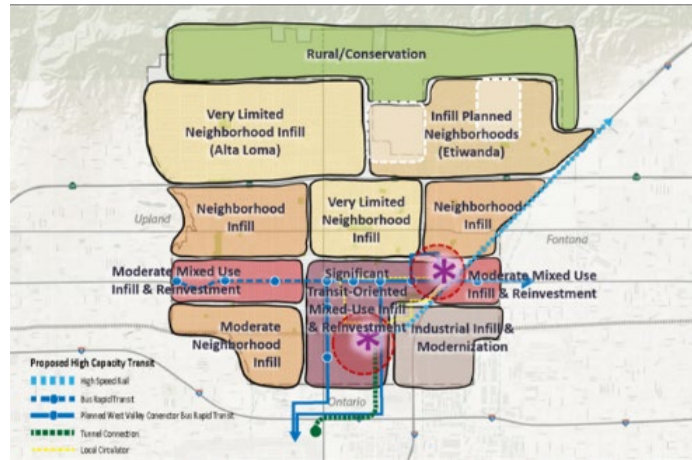 Rural/Conservation
Very Limited
Neighborhood Infill
(Alta Loma)
Infill Planned
Neighborhoods
(Etiwanda)
Upland
Neighborhood
Infill
Very Limited
Neighborhood
Infill
Neighborhood
Infill
Fontana
Moderate Mixed Use
Infill & Reinvestment
Significant
Transit-Oriented
Mixed-Use Infill
& Reinvestment
Moderate Mixed Use
Infill & Reinvestment
Moderate
Neighborhood
Infill
Industrial Infill &
Modernization
Ontario
Proposed High Capacity Transit
High Speed Rail
Bus Rapid Transit
Planned West Valley Connector Bus Rapid Transit
Tunnel Connection
Local Circulator